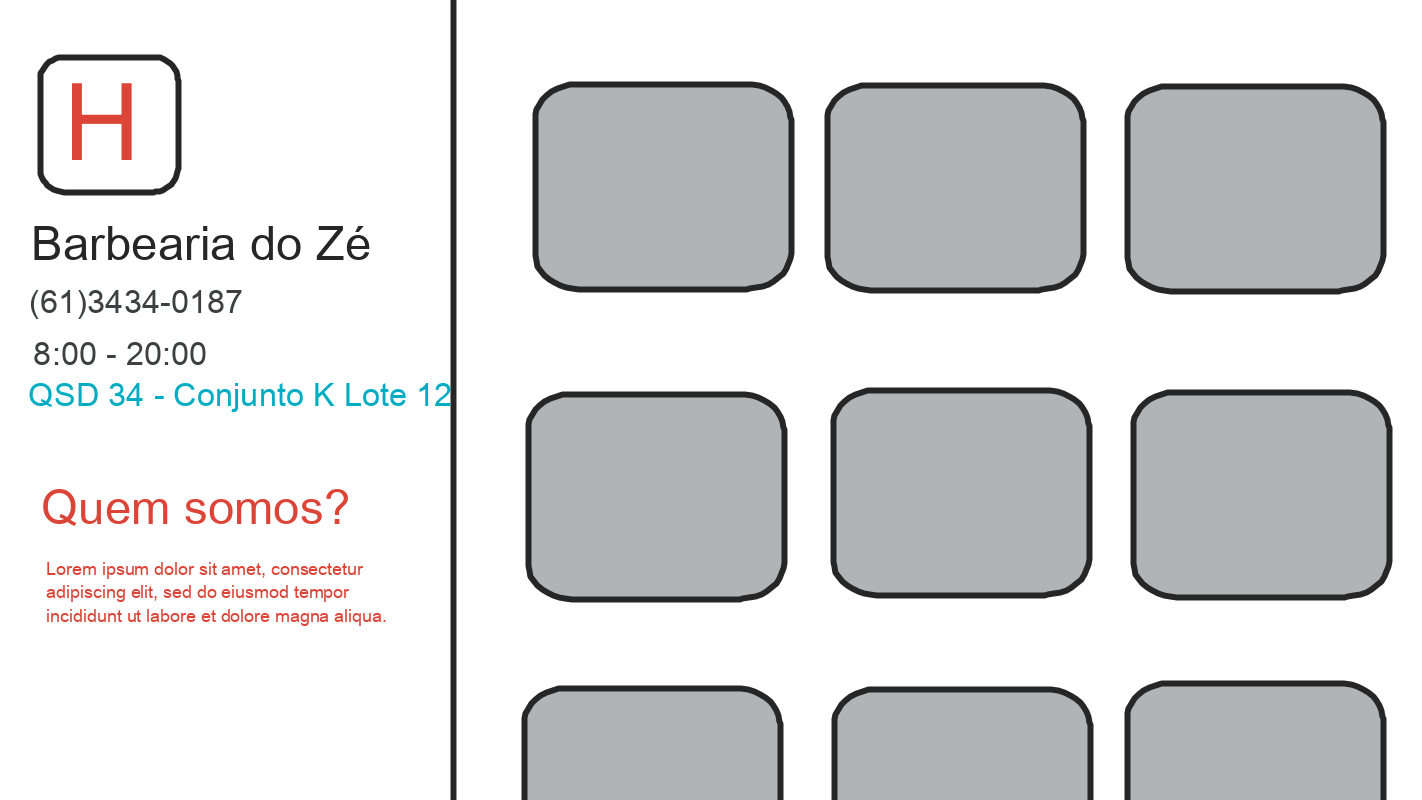 H
Barbearia do Zé
(61)3434-0187
8:00 - 20:00
QSD 34 - Conjunto K Lote 12
Quem somos?
Lorem ipsum dolor sit amet, consectetur
adipiscing elit, sed do eiusmod tempor
incididunt ut labore et dolore magna aliqua.